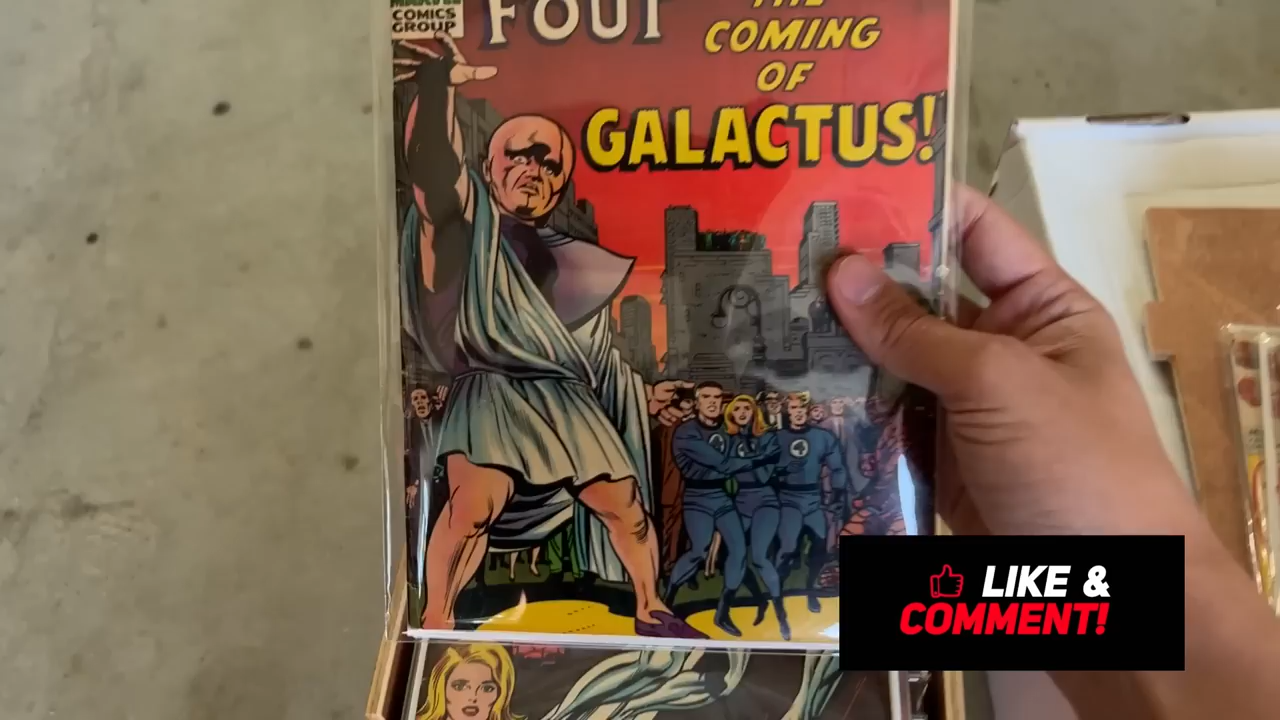 MARVEL
COMICS
GROUP
FOUR
THE
COMING
OF
GALACTUS!
LIKE &
COMMENT!